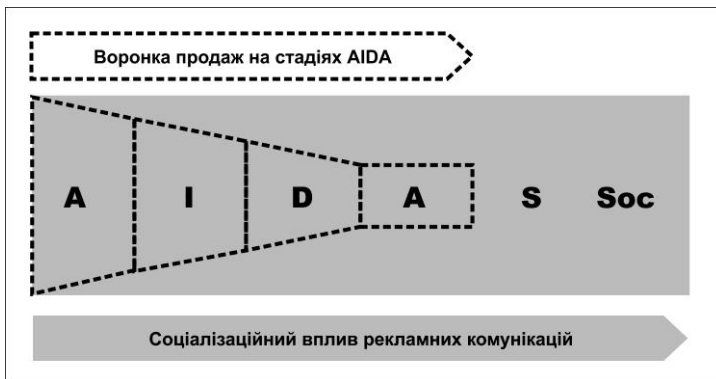 Воронка продаж на стадіях AIDA
A I D A S Soc
Соціалізаційний вплив рекламних комунікацій